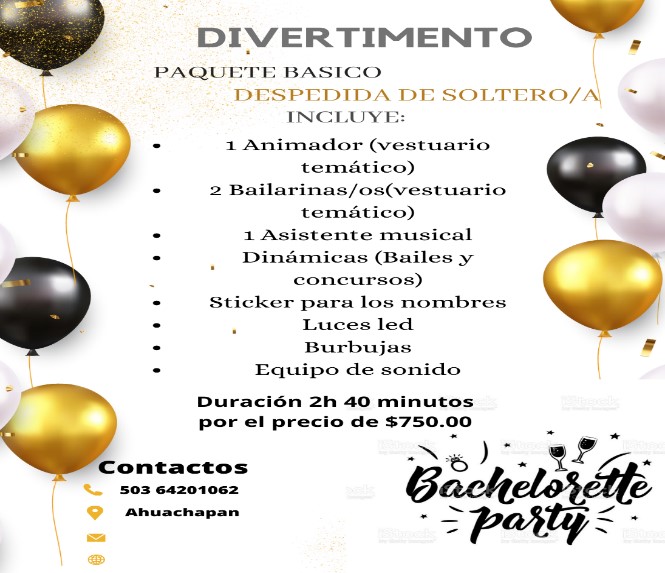 DIVERTIMENTO
PAQUETE BASICO
DESPEDIDA DE SOLTERO/A
INCLUYE:
• 1 Animador (vestuario
temático)
• 2 Bailarinas/os(vestuario
temático)
• 1 Asistente musical
• Dinámicas (Bailes y
concursos)
• Sticker para los nombres
• Luces led
• Burbujas
• Equipo de sonido
Duración 2h 40 minutos
por el precio de $750.00
Contactos
503 64201062
Ahuachapan
Bachelorette
party